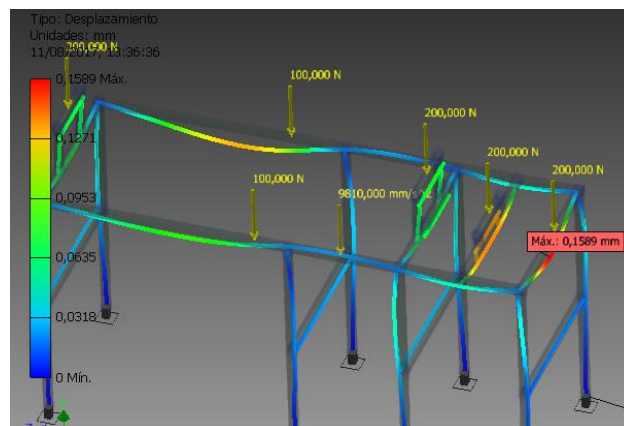 Tipo: Desplazamiento
Unidades: mm
11/08/2017, 13:36:36
200,000 N
0,1589 Máx.
100,000 N
0,1271
200,000 N
200,000 N
200,000 N
0,0953
100,000 N
9810,000 mm/s^2
Máx.: 0,1589 mm
0,0635
0,0318
0 Mín.